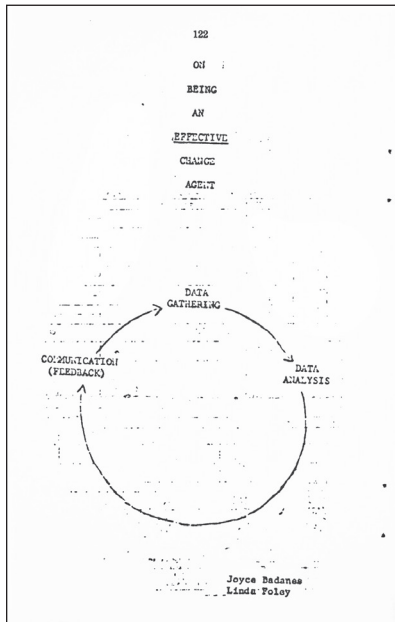 122
ON
BEING
AN
EFFECTIVE
CHANGE
AGENT
DATA
GATHERING
COMMUNICATION
(FEEDBACK)
DATA
ANALYSIS
Joyce Badanes
Linda Foley